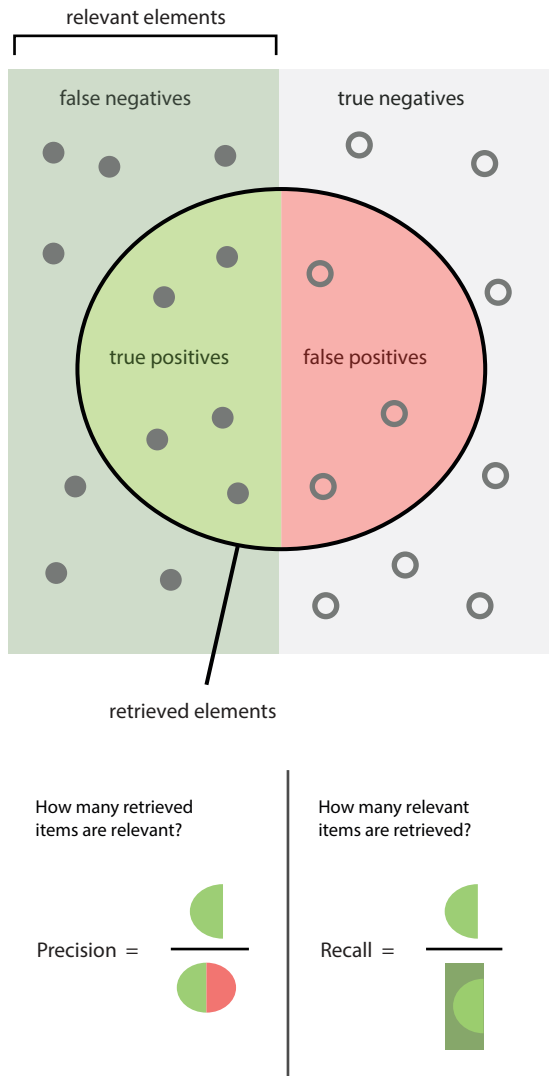 relevant elements
false negatives
true negatives
true positives
false positives
retrieved elements
How many retrieved
items are relevant?
How many relevant
items are retrieved?
Precision =
Recall =